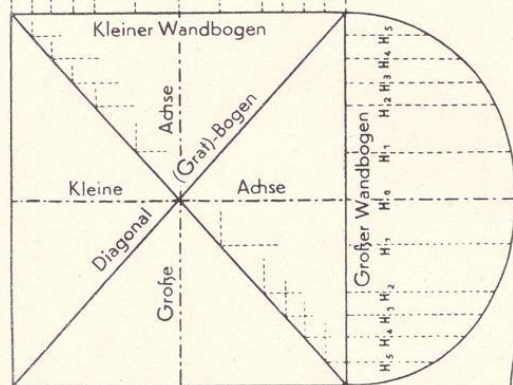 Kleiner Wandbogen
Achse
(Grat)-Bogen
Kleine
Achse
Diagonal
Große
Großer Wandbogen
H₅
H₄
H₃
H₂
H₁
H₀
H₁
H₂
H₃
H₄
H₅